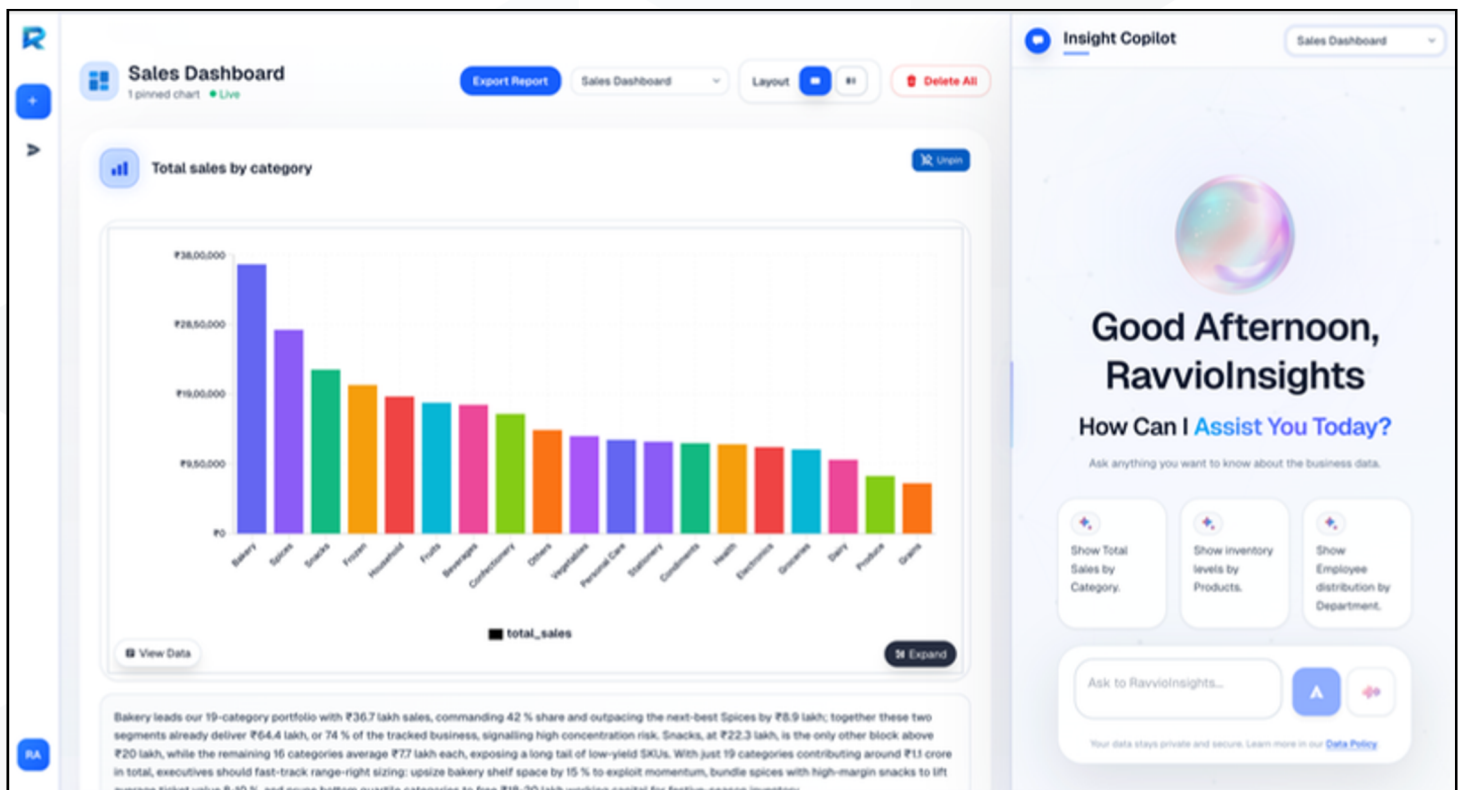 R
Sales Dashboard
1 pinned chart • Live
Export Report
Sales Dashboard
Layout
Delete All
Total sales by category
Unpin
₹38,00,000
₹28,50,000
₹19,00,000
₹9,50,000
₹0
Bakery
Spices
Snacks
Frozen
Household
Fruits
Beverages
Confectionery
Others
Vegetables
Personal Care
Stationery
Condiments
Health
Electronics
Groceries
Dairy
Produce
Grains
total_sales
View Data
Expand
Bakery leads our 19-category portfolio with ₹36.7 lakh sales, commanding 42 % share and outpacing the next-best Spices by ₹8.9 lakh; together these two
segments already deliver ₹64.4 lakh, or 74 % of the tracked business, signalling high concentration risk. Snacks, at ₹22.3 lakh, is the only other block above
₹20 lakh, while the remaining 16 categories average ₹7.7 lakh each, exposing a long tail of low-yield SKUs. With just 19 categories contributing around ₹1.1 crore
in total, executives should fast-track range-right sizing: upsize bakery shelf space by 15 % to exploit momentum, bundle spices with high-margin snacks to lift
RA
Insight Copilot
Sales Dashboard
Good Afternoon,
RavvioInsights
How Can I Assist You Today?
Ask anything you want to know about the business data.
Show Total
Sales by
Category.
Show inventory
levels by
Products.
Show
Employee
distribution by
Department.
Ask to RavvioInsights...
Your data stays private and secure. Learn more in our Data Policy.